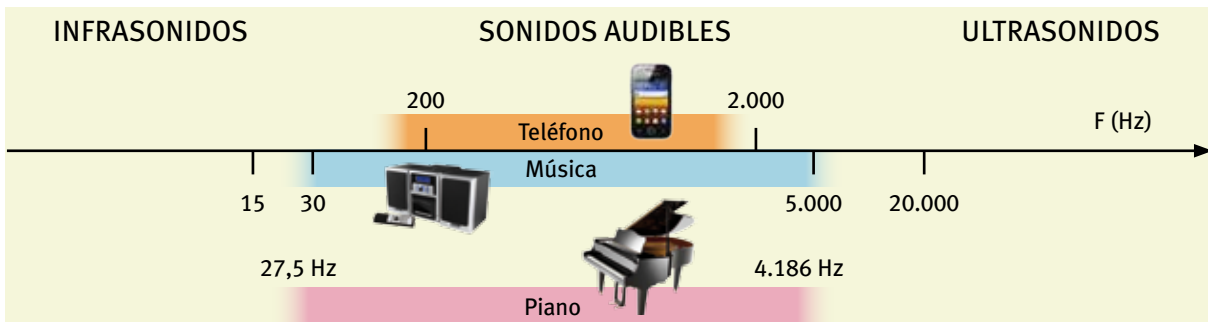 INFRASONIDOS SONIDOS AUDIBLES ULTRASONIDOS
200 2.000
F (Hz)
Teléfono
Música
15 30 5.000 20.000
27,5 Hz 4.186 Hz
Piano